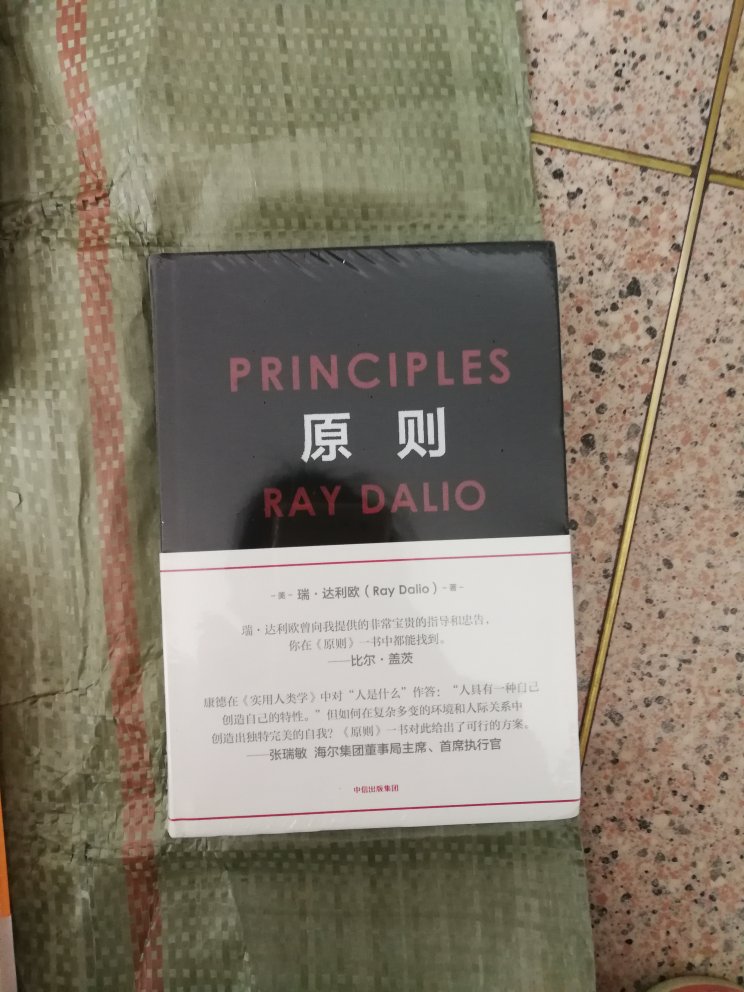 PRINCIPLES
原 则
RAY DALIO
-美- 瑞·达利欧（Ray Dalio）-著-
瑞·达利欧曾向我提供的非常宝贵的指导和忠告，
你在《原则》一书中都能找到。
——比尔·盖茨
康德在《实用人类学》中对“人是什么”作答：“人具有一种自己
创造自己的特性。”但如何在复杂多变的环境和人际关系中
创造出独特完美的自我？《原则》一书对此给出了可行的方案。
——张瑞敏 海尔集团董事局主席、首席执行官
中信出版集团